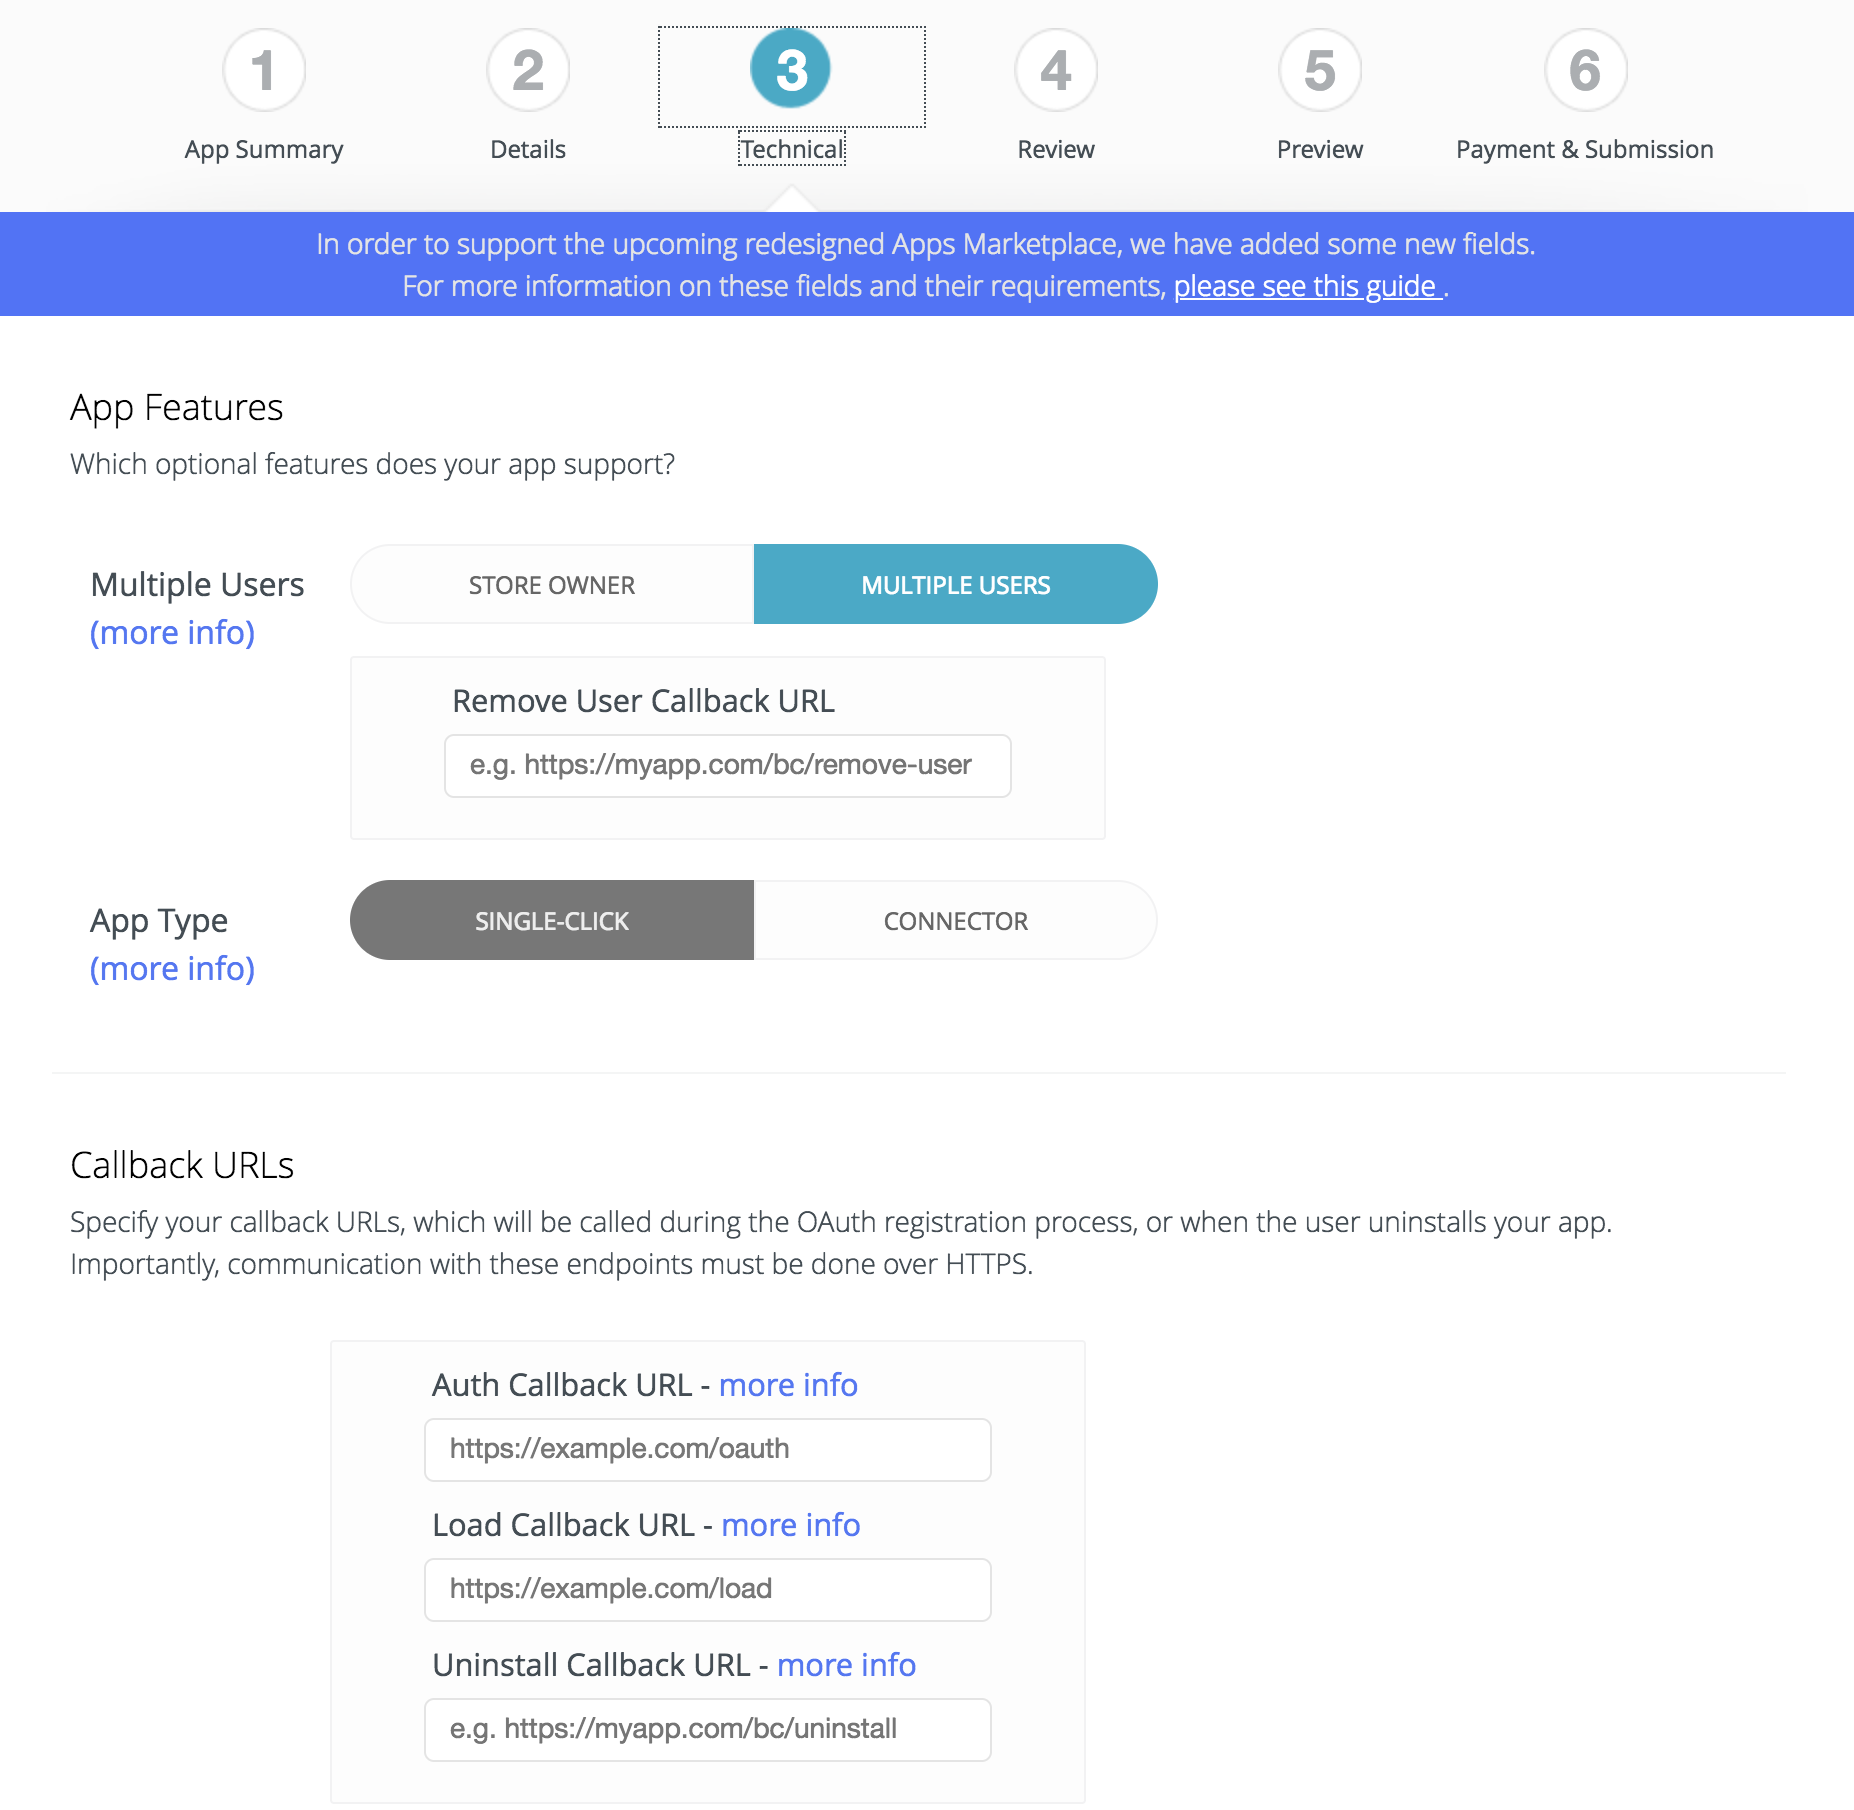 1 2 3 4 5 6
App Summary Details Technical Review Preview Payment & Submission
In order to support the upcoming redesigned Apps Marketplace, we have added some new fields.
For more information on these fields and their requirements, please see this guide .
App Features
Which optional features does your app support?
Multiple Users
(more info)
STORE OWNER MULTIPLE USERS
Remove User Callback URL
e.g. https://myapp.com/bc/remove-user
App Type
(more info)
SINGLE-CLICK CONNECTOR
Callback URLs
Specify your callback URLs, which will be called during the OAuth registration process, or when the user uninstalls your app.
Importantly, communication with these endpoints must be done over HTTPS.
Auth Callback URL - more info
https://example.com/oauth
Load Callback URL - more info
https://example.com/load
Uninstall Callback URL - more info
e.g. https://myapp.com/bc/uninstall